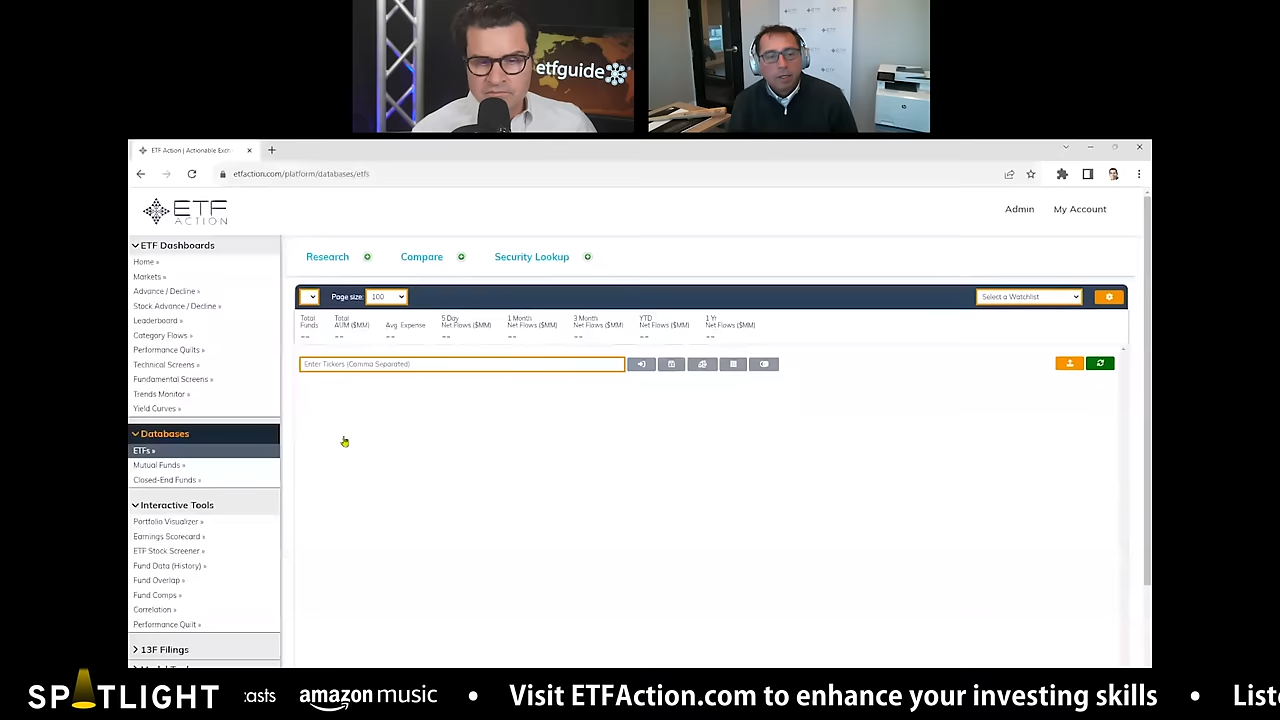 etfguide
ETF Action | Actionable Exch
etfaction.com/platform/databases/etfs
ETF
ACTION
Admin
My Account
ETF Dashboards
Home »
Markets »
Advance / Decline »
Stock Advance / Decline »
Leaderboard »
Category Flows »
Performance Quilts »
Technical Screens »
Fundamental Screens »
Trends Monitor »
Yield Curves »
Databases
ETFs »
Mutual Funds »
Closed-End Funds »
Interactive Tools
Portfolio Visualizer »
Earnings Scorecard »
ETF Stock Screener »
Fund Data (History) »
Fund Overlap »
Fund Comps »
Correlation »
Performance Quilt »
13F Filings
Research
Compare
Security Lookup
Page size: 100
Select a Watchlist
Total Funds
--
Total AUM ($MM)
--
Avg. Expense
--
5 Day Net Flows ($MM)
--
1 Month Net Flows ($MM)
--
3 Month Net Flows ($MM)
--
YTD Net Flows ($MM)
--
1 Yr Net Flows ($MM)
--
Enter Tickers (Comma Separated)
SPOTLIGHT
casts amazon music • Visit ETFAction.com to enhance your investing skills • List